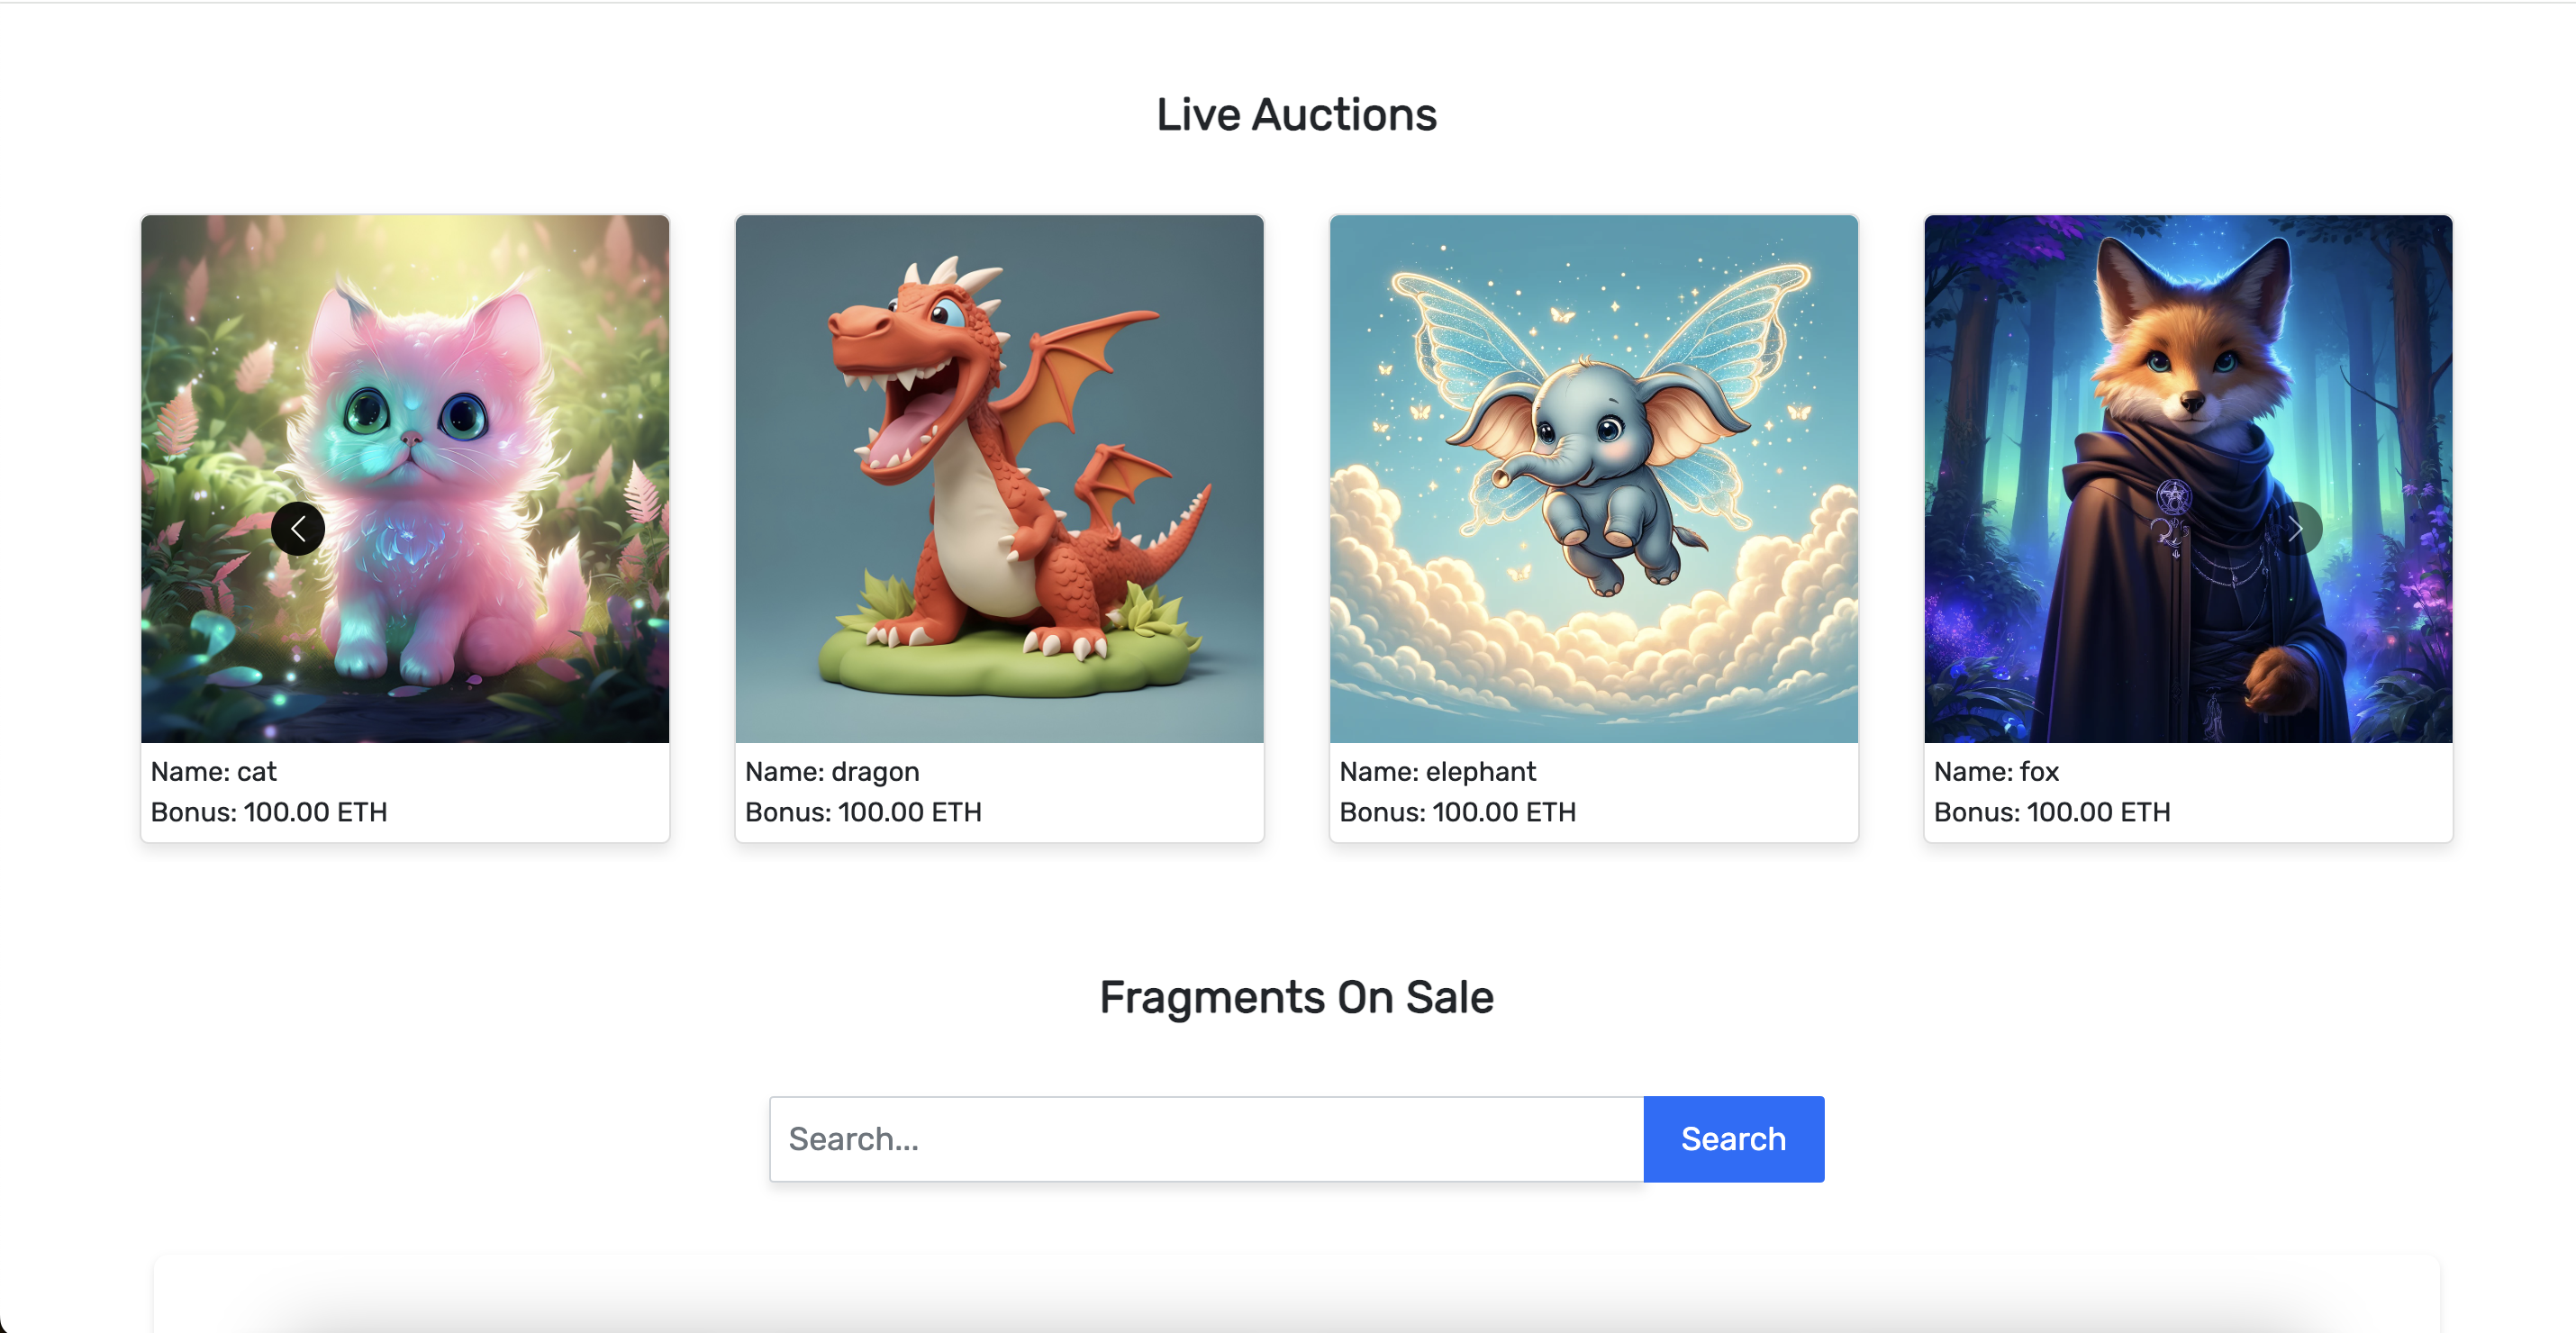 Live Auctions
Name: cat
Bonus: 100.00 ETH
Name: dragon
Bonus: 100.00 ETH
Name: elephant
Bonus: 100.00 ETH
Name: fox
Bonus: 100.00 ETH
Fragments On Sale
Search...
Search